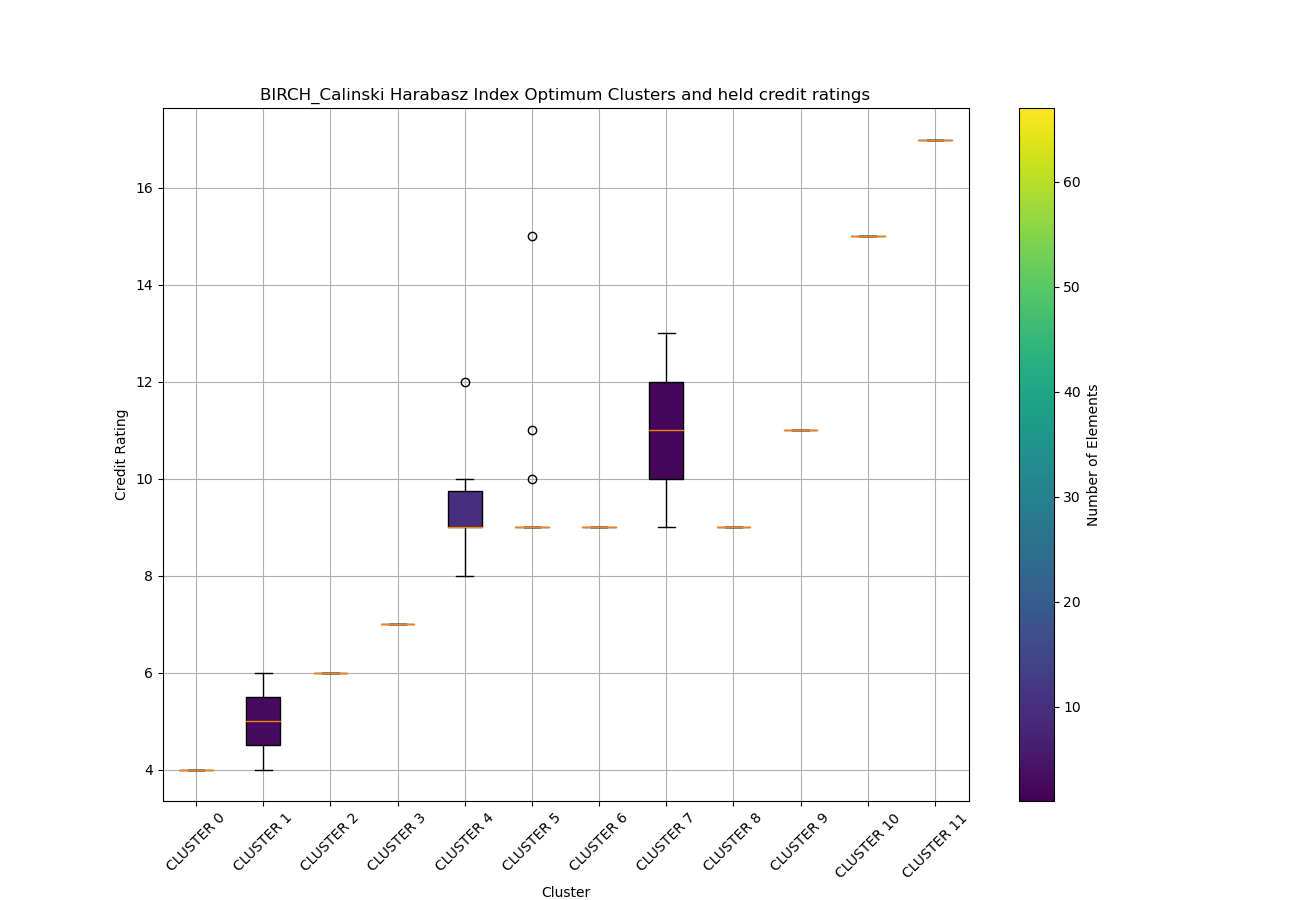 BIRCH_Calinski Harabasz Index Optimum Clusters and held credit ratings
Credit Rating
16
14
12
10
8
6
4
CLUSTER 0
CLUSTER 1
CLUSTER 2
CLUSTER 3
CLUSTER 4
CLUSTER 5
CLUSTER 6
CLUSTER 7
CLUSTER 8
CLUSTER 9
CLUSTER 10
CLUSTER 11
Cluster
60
50
40
30
20
10
Number of Elements